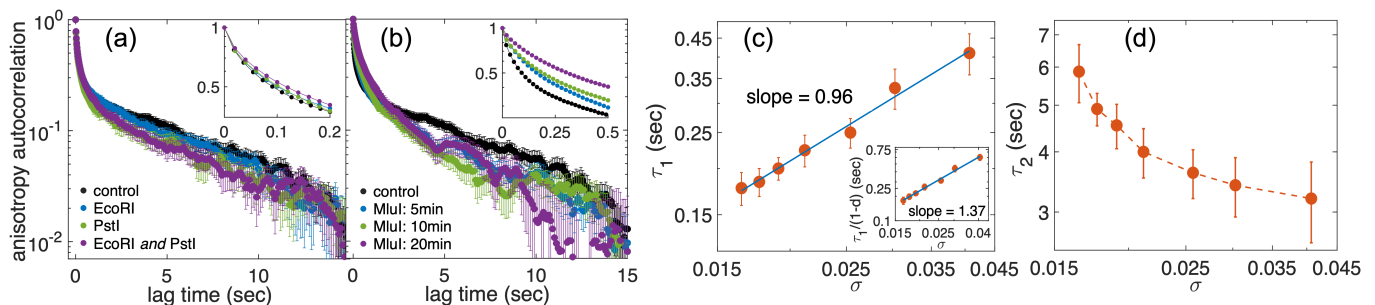 (a)
anisotropy autocorrelation
10^0
10^-1
10^-2
1
0.5
0
0.1
0.2
control
EcoRI
PstI
EcoRI and PstI
0
5
10
lag time (sec)
(b)
1
0.5
0
0.25
0.5
control
MluI: 5min
MluI: 10min
MluI: 20min
0
5
10
15
lag time (sec)
(c)
τ1 (sec)
0.45
0.35
0.25
0.15
slope = 0.96
τ1/(1-d) (sec)
0.75
0.25
0.1
slope = 1.37
0.015
0.025
0.04
σ
0.015
0.025
0.035
0.045
σ
(d)
τ2 (sec)
7
6
5
4
3
0.015
0.025
0.035
0.045
σ